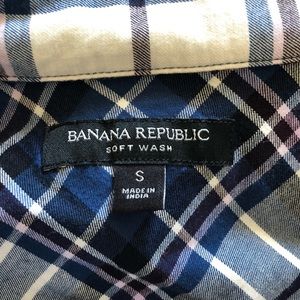 BANANA REPUBLIC
SOFT WASH
S
MADE IN
INDIA